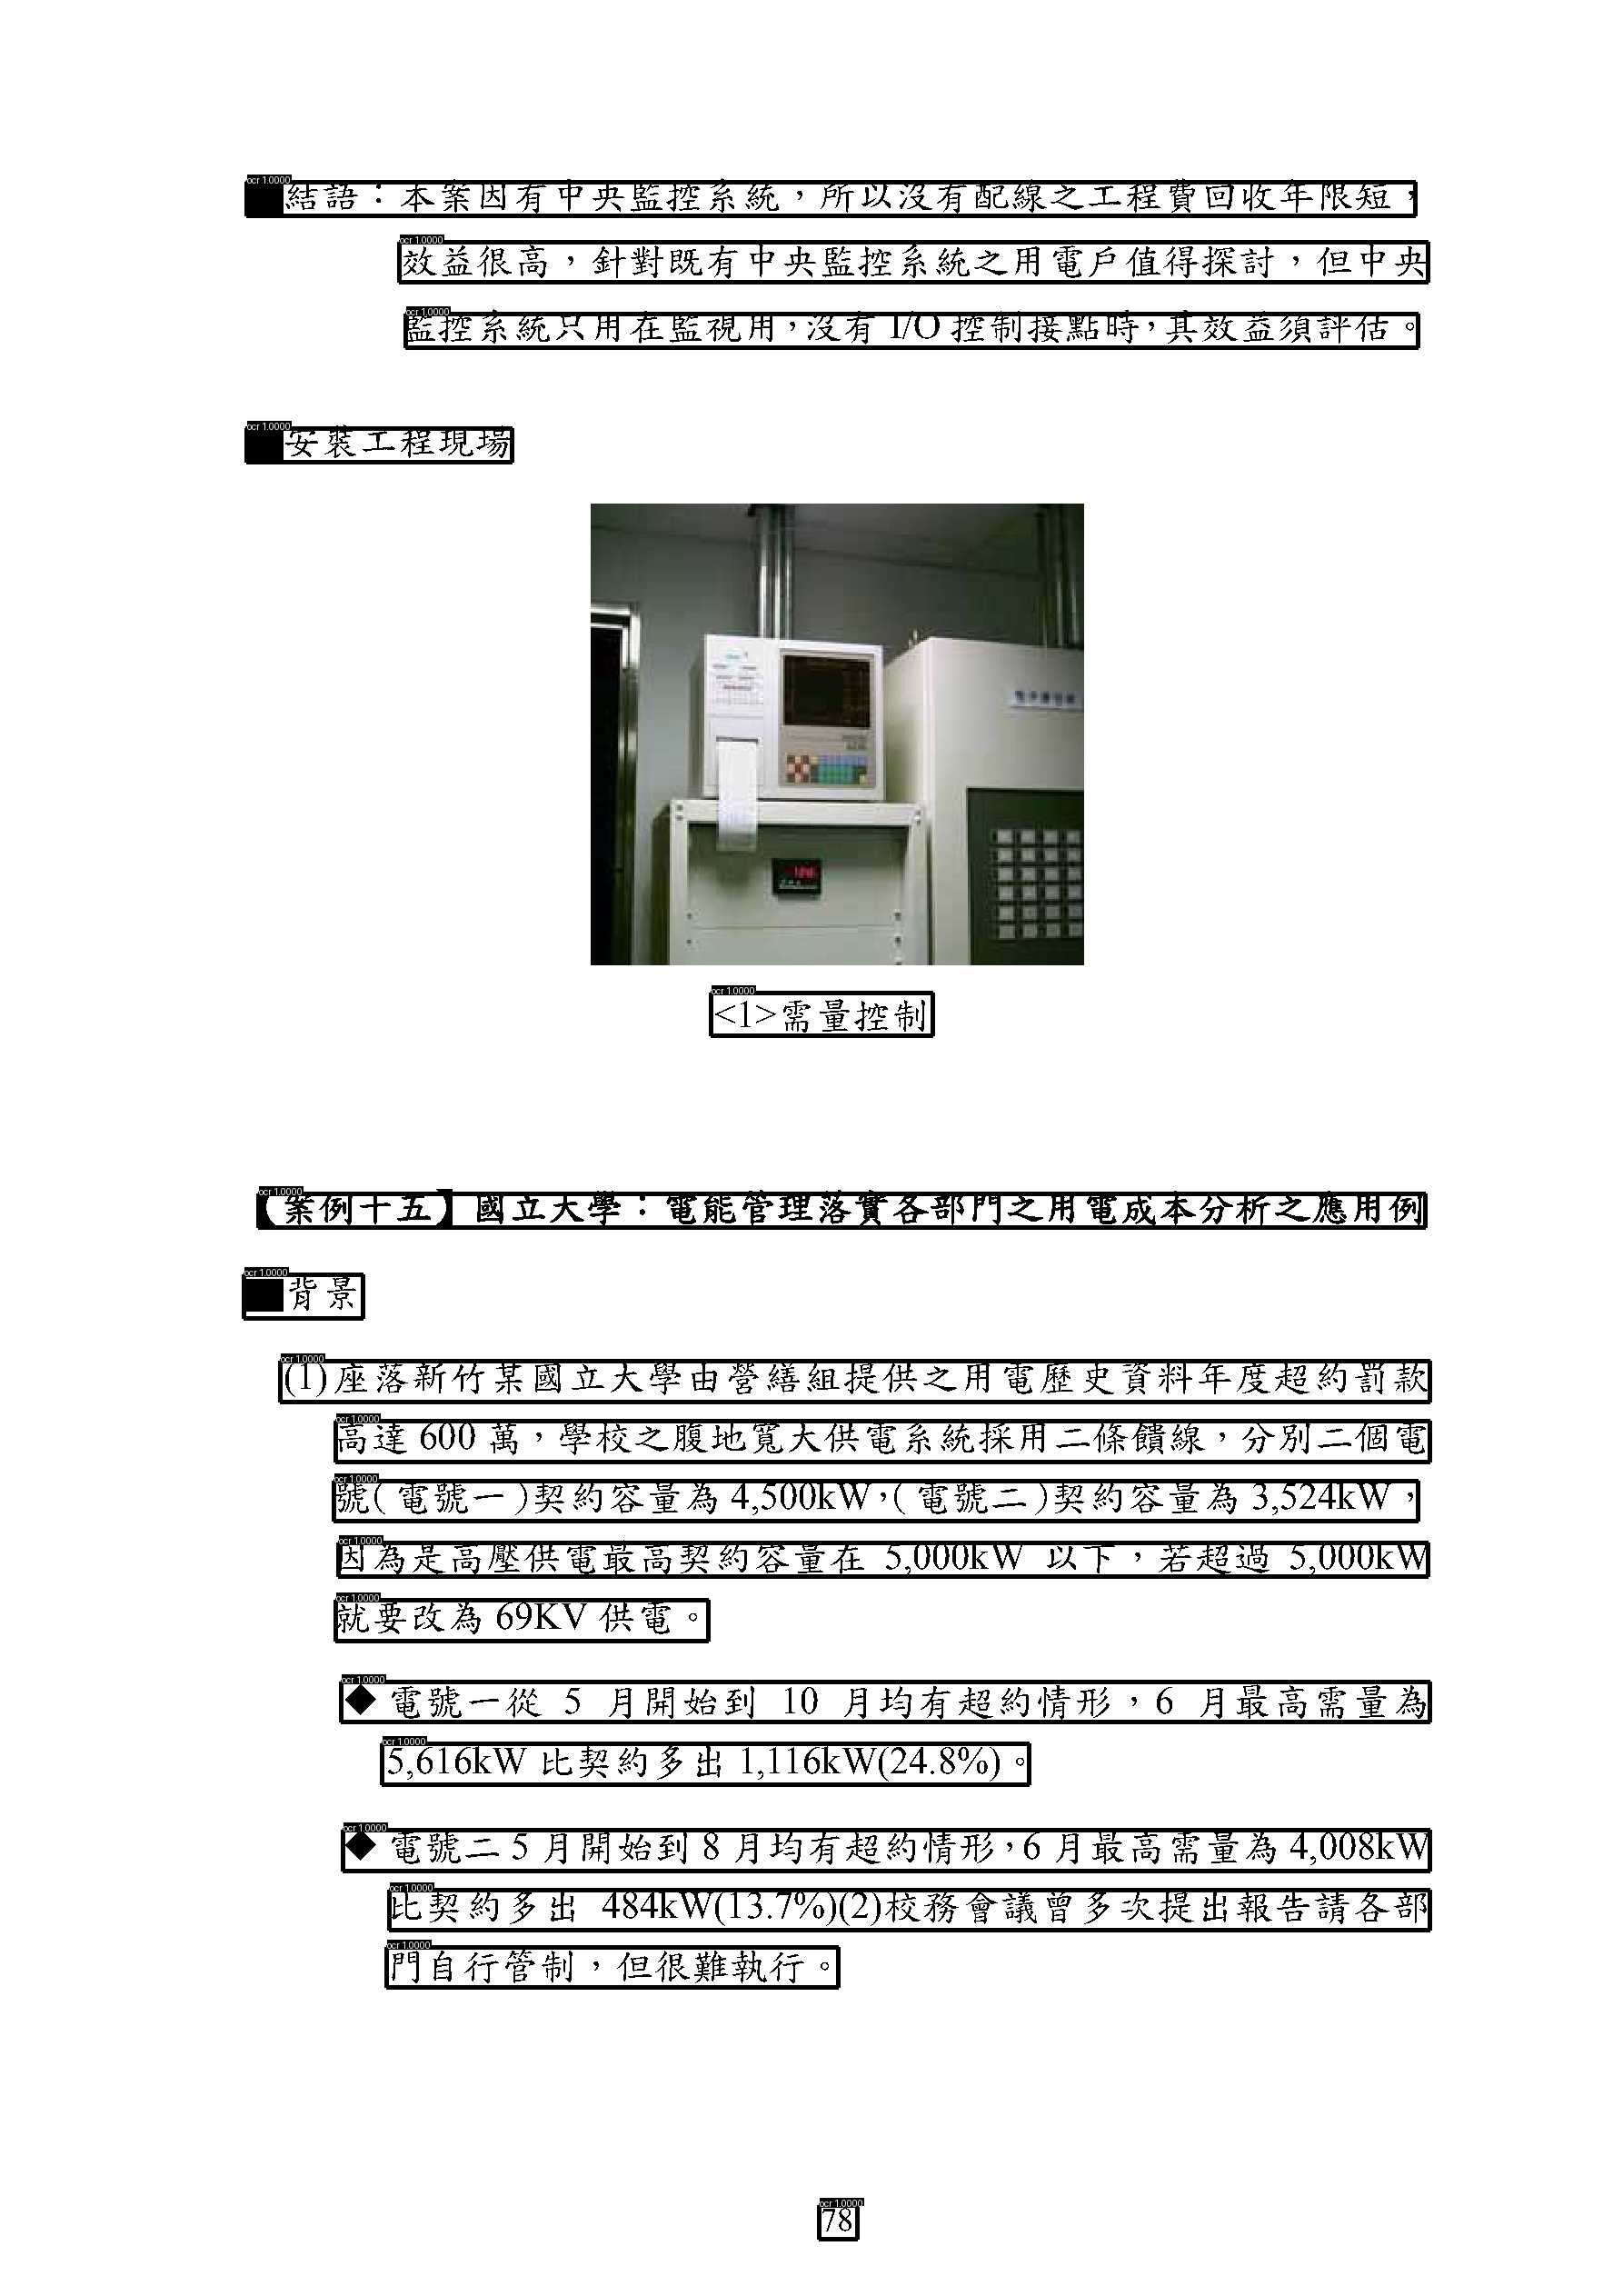 ■結語：本案因有中央監控系統，所以沒有配線之工程費回收年限短，
效益很高，針對既有中央監控系統之用電戶值得探討，但中央
監控系統只用在監視用，沒有 I/O 控制接點時，其效益須評估。
■安裝工程現場
<1>需量控制
【案例十五】國立大學：電能管理落實各部門之用電成本分析之應用例
■背景
(1)座落新竹某國立大學由營繕組提供之用電歷史資料年度超約罰款
高達 600 萬，學校之腹地寬大供電系統採用二條饋線，分別二個電
號(電號一)契約容量為 4,500kW，(電號二)契約容量為 3,524kW，
因為是高壓供電最高契約容量在 5,000kW 以下，若超過 5,000kW
就要改為 69KV 供電。
◆ 電號一從 5 月開始到 10 月均有超約情形，6 月最高需量為
5,616kW 比契約多出 1,116kW(24.8%)。
◆ 電號二 5 月開始到 8 月均有超約情形，6 月最高需量為 4,008kW
比契約多出 484kW(13.7%)(2)校務會議曾多次提出報告請各部
門自行管制，但很難執行。
78